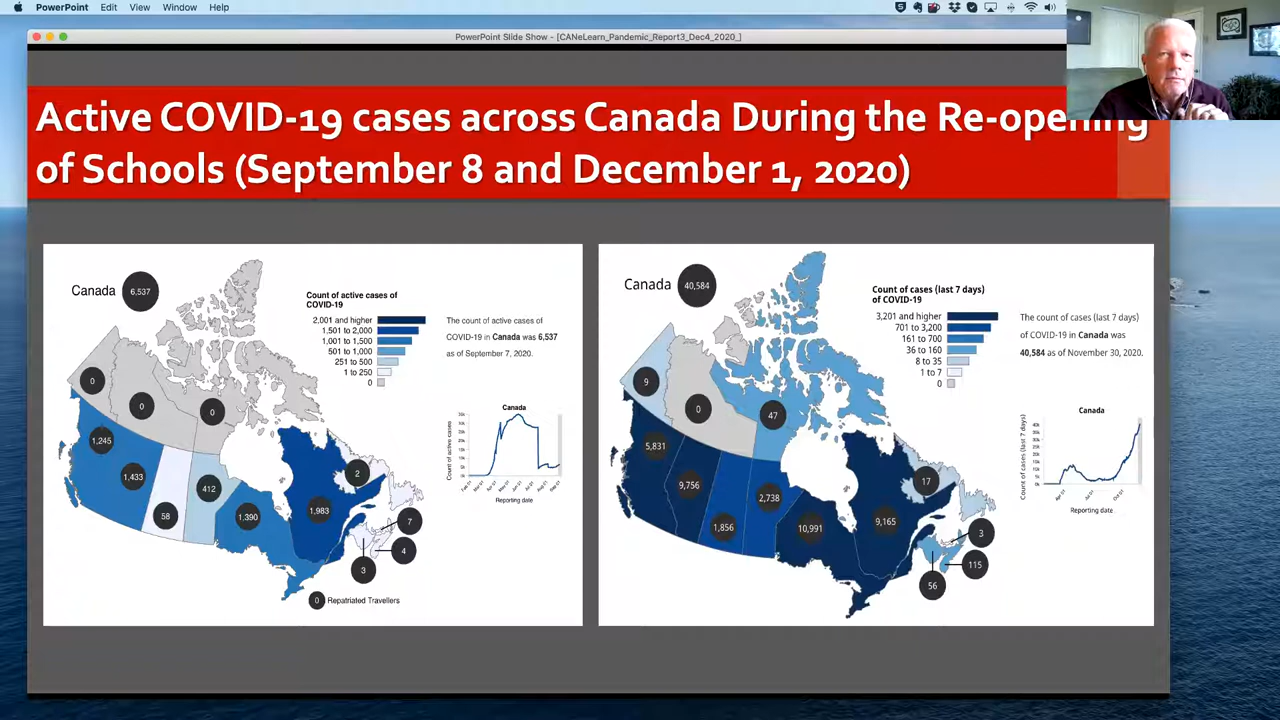 PowerPoint Edit View Window Help
PowerPoint Slide Show - [CANeLearn_Pandemic_Report3_Dec4_2020_]
Active COVID-19 cases across Canada During the Re-opening
of Schools (September 8 and December 1, 2020)
Canada 6,537
Count of active cases of
COVID-19
2,001 and higher
1,501 to 2,000
1,001 to 1,500
501 to 1,000
251 to 500
1 to 250
0
The count of active cases of
COVID-19 in Canada was 6,537
as of September 7, 2020.
0
0
0
1,245
1,433
58
412
1,390
1,983
2
7
4
3
0 Repatriated Travellers
Canada
Count of active cases
Reporting date
Canada 40,584
Count of cases (last 7 days)
of COVID-19
3,201 and higher
701 to 3,200
161 to 700
36 to 160
8 to 35
1 to 7
0
The count of cases (last 7 days)
of COVID-19 in Canada was
40,584 as of November 30, 2020.
9
0
47
5,831
9,756
1,856
2,738
10,991
9,165
17
3
115
56
Canada
Count of cases (last 7 days)
Reporting date